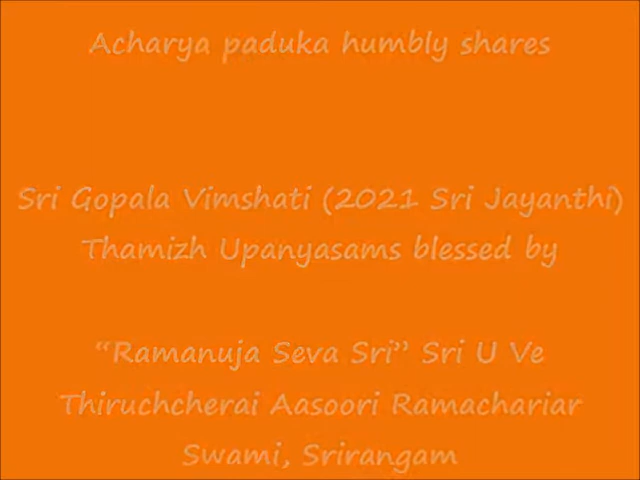 Acharya paduka humbly shares
Sri Gopala Vimshati (2021 Sri Jayanthi)
Thamizh Upanyasams blessed by
“Ramanuja Seva Sri” Sri U Ve
Thiruchcherai Aasoori Ramachariar
Swami, Srirangam